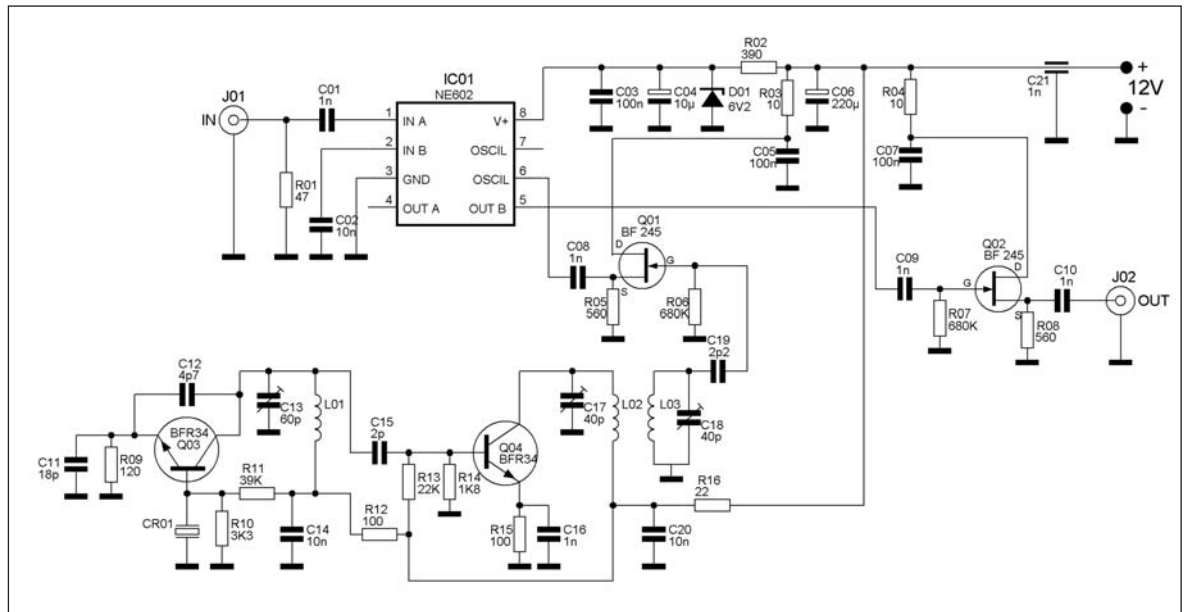 J01
IN
C01
1n
R01
47
C02
10n
IC01
NE602
1 IN A
2 IN B
3 GND
4 OUT A
V+ 8
OSCIL 7
OSCIL 6
OUT B 5
C03
100n
C04
10µ
D01
6V2
R02
390
R03
10
C06
220µ
C05
100n
R04
10
C07
100n
C21
1n
+
12V
-
Q01
BF 245
D
G
S
C08
1n
R05
560
R06
680K
C19
2p2
C09
1n
R07
680K
Q02
BF 245
G
D
S
C10
1n
R08
560
J02
OUT
C12
4p7
BFR34
Q03
C11
18p
R09
120
C13
60p
L01
R11
39K
CR01
R10
3K3
C14
10n
R12
100
C15
2p
R13
22K
R14
1K8
Q04
BFR34
R15
100
C16
1n
C17
40p
L02
L03
C18
40p
R16
22
C20
10n